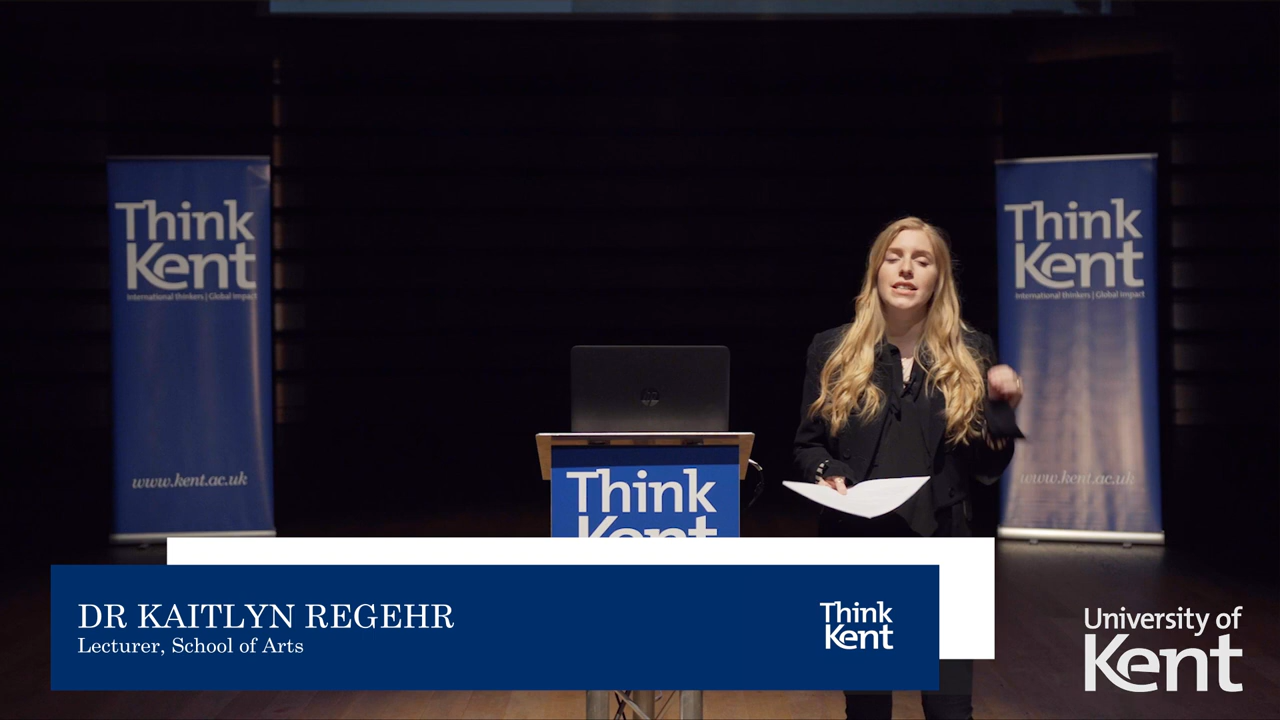 Think
Kent
International thinkers | Global Impact
www.kent.ac.uk
Think
Kent
International thinkers | Global Impact
www.kent.ac.uk
hp
Think
Kent
DR KAITLYN REGEHR
Lecturer, School of Arts
Think
Kent
University of
Kent